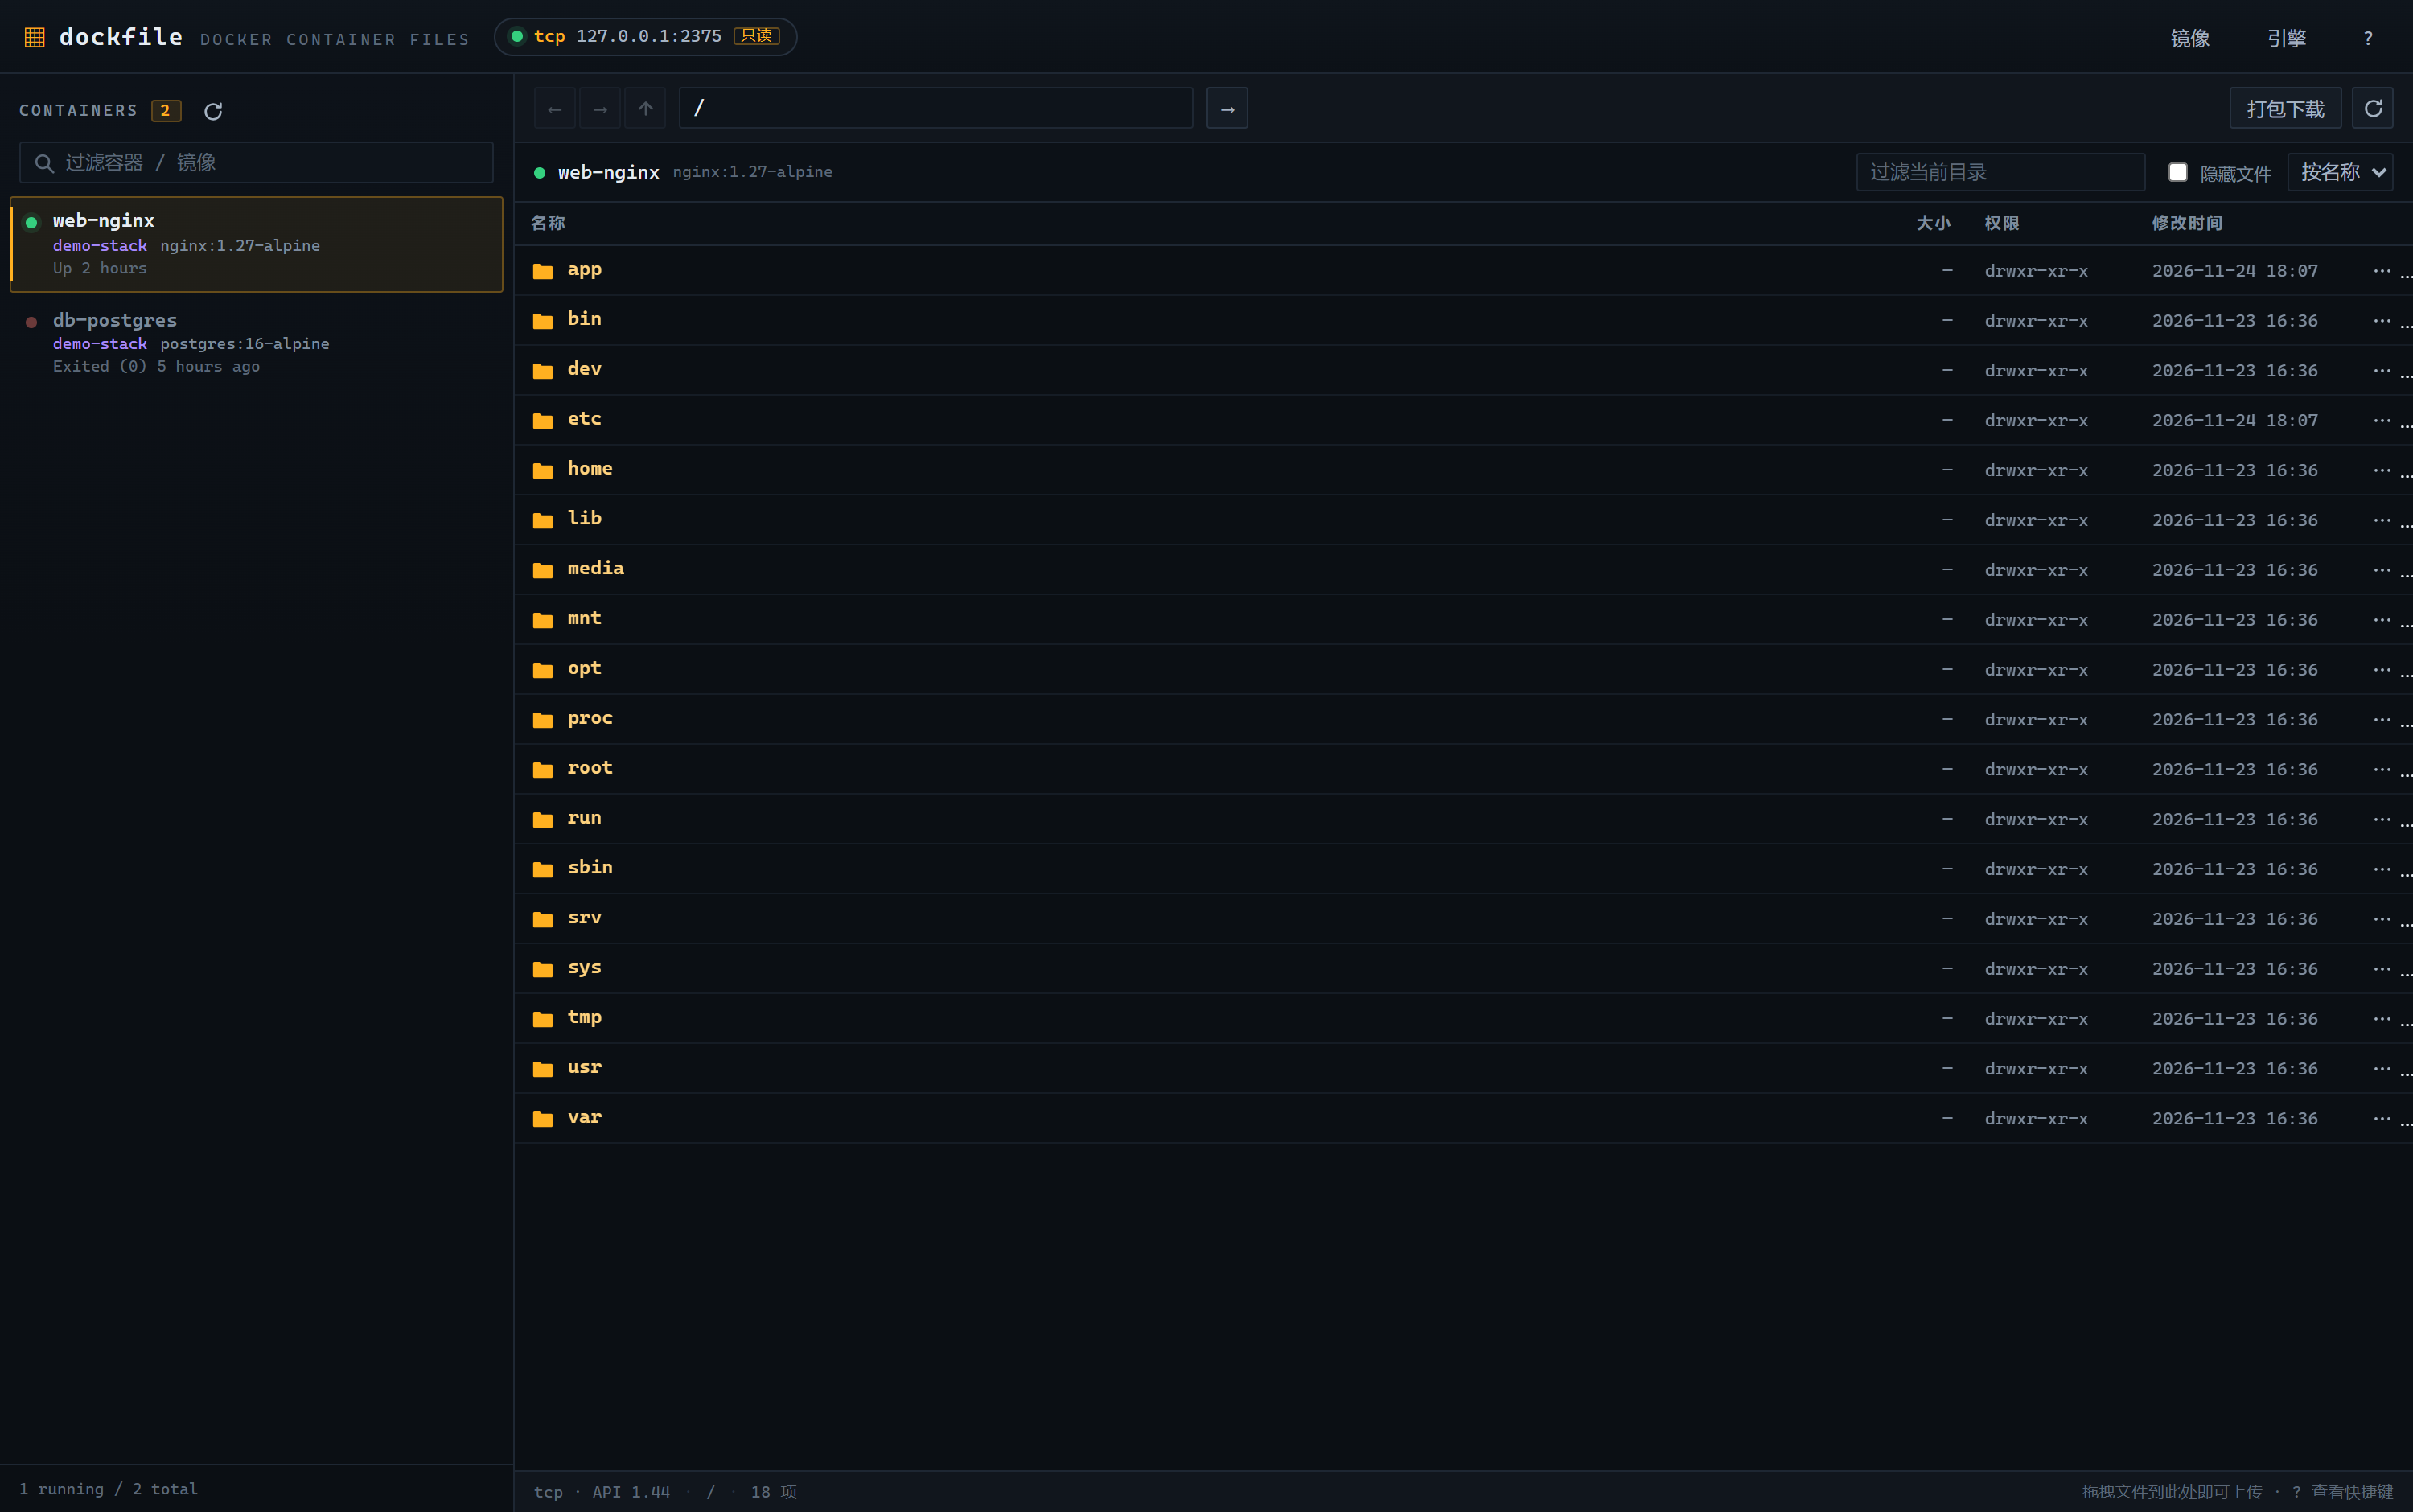 dockfile DOCKER CONTAINER FILES tcp 127.0.0.1:2375 只读 镜像 引擎 ?
CONTAINERS 2
过滤容器 / 镜像
web-nginx
demo-stack nginx:1.27-alpine
Up 2 hours
db-postgres
demo-stack postgres:16-alpine
Exited (0) 5 hours ago
1 running / 2 total
← → ↑ / → 打包下载
web-nginx nginx:1.27-alpine 过滤当前目录 隐藏文件 按名称
名称 大小 权限 修改时间
app — drwxr-xr-x 2026-11-24 18:07 ... ...
bin — drwxr-xr-x 2026-11-23 16:36 ... ...
dev — drwxr-xr-x 2026-11-23 16:36 ... ...
etc — drwxr-xr-x 2026-11-24 18:07 ... ...
home — drwxr-xr-x 2026-11-23 16:36 ... ...
lib — drwxr-xr-x 2026-11-23 16:36 ... ...
media — drwxr-xr-x 2026-11-23 16:36 ... ...
mnt — drwxr-xr-x 2026-11-23 16:36 ... ...
opt — drwxr-xr-x 2026-11-23 16:36 ... ...
proc — drwxr-xr-x 2026-11-23 16:36 ... ...
root — drwxr-xr-x 2026-11-23 16:36 ... ...
run — drwxr-xr-x 2026-11-23 16:36 ... ...
sbin — drwxr-xr-x 2026-11-23 16:36 ... ...
srv — drwxr-xr-x 2026-11-23 16:36 ... ...
sys — drwxr-xr-x 2026-11-23 16:36 ... ...
tmp — drwxr-xr-x 2026-11-23 16:36 ... ...
usr — drwxr-xr-x 2026-11-23 16:36 ... ...
var — drwxr-xr-x 2026-11-23 16:36 ... ...
tcp · API 1.44 · / · 18 项 拖拽文件到此处即可上传 · ? 查看快捷键